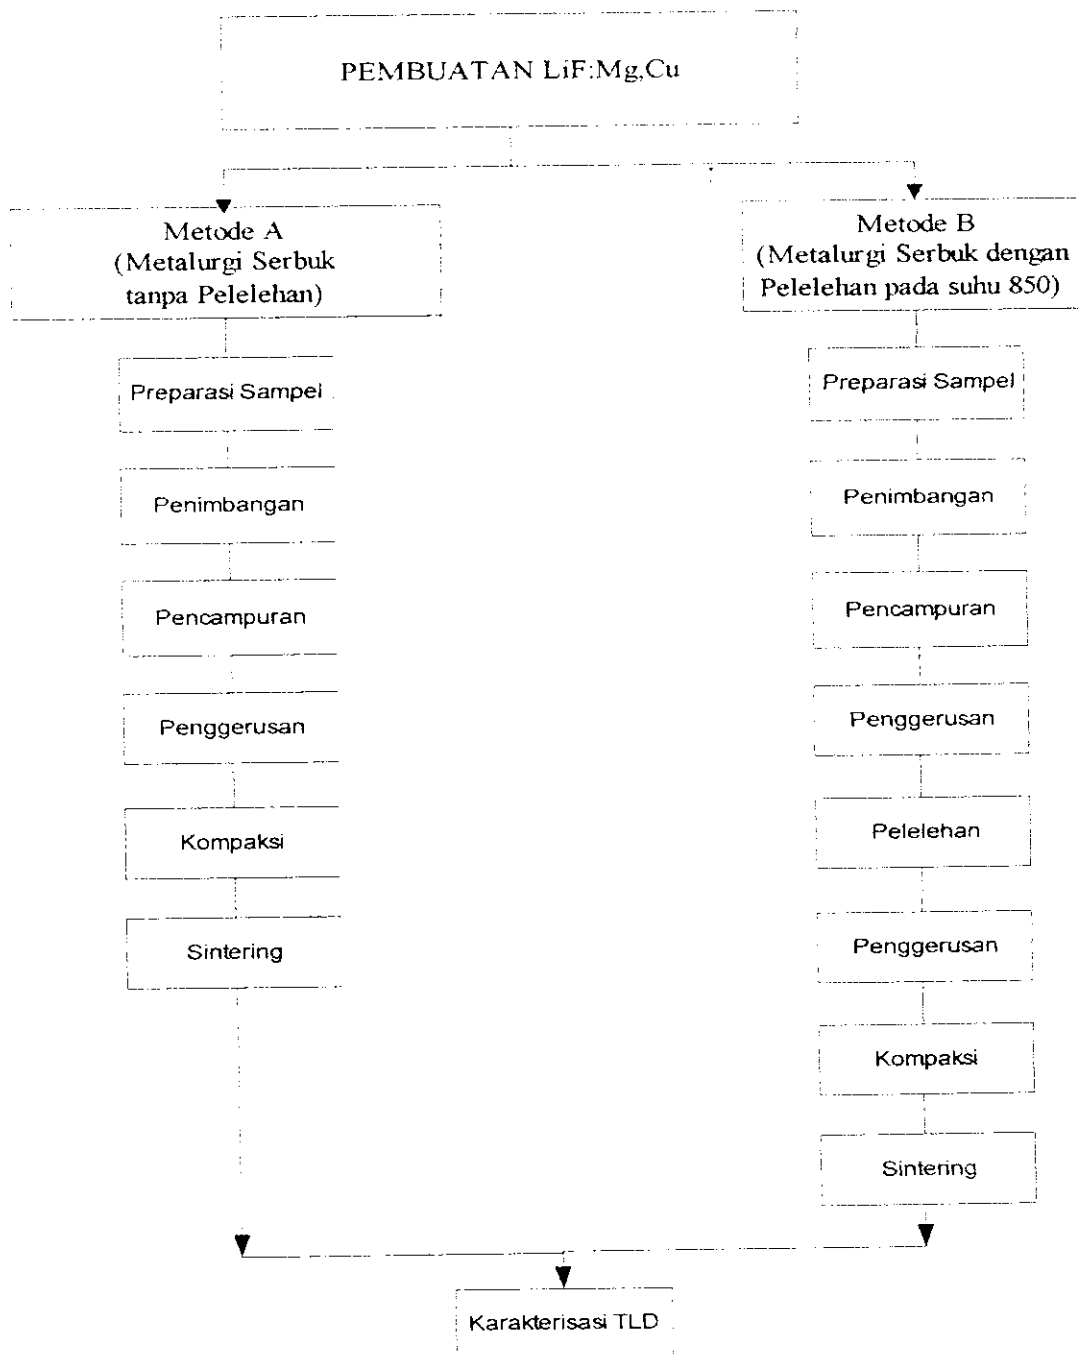 PEMBUATAN LiF:Mg,Cu
Metode A
(Metalurgi Serbuk
tanpa Pelelehan)
Preparasi Sampel
Penimbangan
Pencampuran
Penggerusan
Kompaksi
Sintering
Metode B
(Metalurgi Serbuk dengan
Pelelehan pada suhu 850)
Preparasi Sampel
Penimbangan
Pencampuran
Penggerusan
Pelelehan
Penggerusan
Kompaksi
Sintering
Karakterisasi TLD